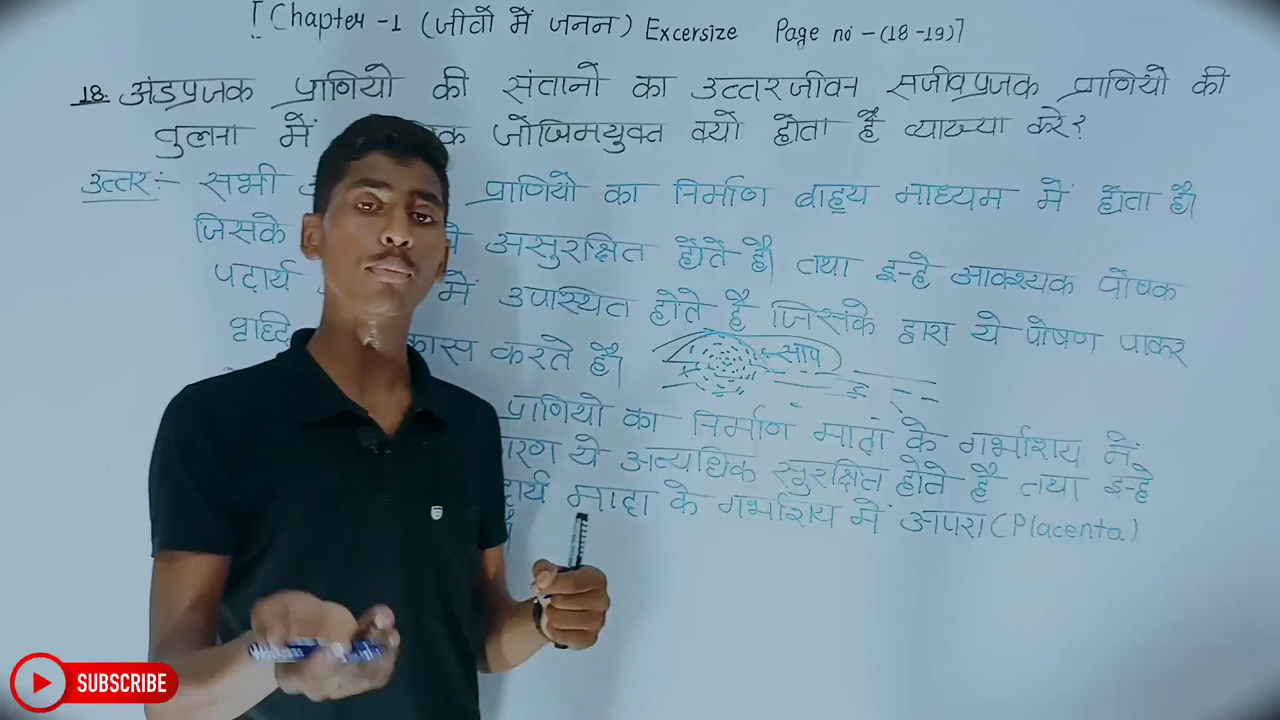 [Chapter-1 (जीवों में जनन) Excersize Page no - (18-19)]
18. अंडप्रजक प्राणियो की संतानों का उत्तरजीवन सजीवप्रजक प्राणियो की
तुलना में जोखिमयुक्त क्यो होता है व्याख्या करे?
उत्तर:- सभी प्राणियो का निर्माण बाह्य माध्यम में होता है।
जिसके असुरक्षित होते है। तथा इन्हे आवश्यक पोषक
पदार्थ में उपस्थित होते है जिसके द्वारा ये पोषण पाकर
वृद्धि करते है।
साप
प्राणियो का निर्माण मादा के गर्भाशय में
ये अत्यधिक सुरक्षित होते है तथा इन्हे
मादा के गर्भाशय में अपरा (Placenta)
SUBSCRIBE